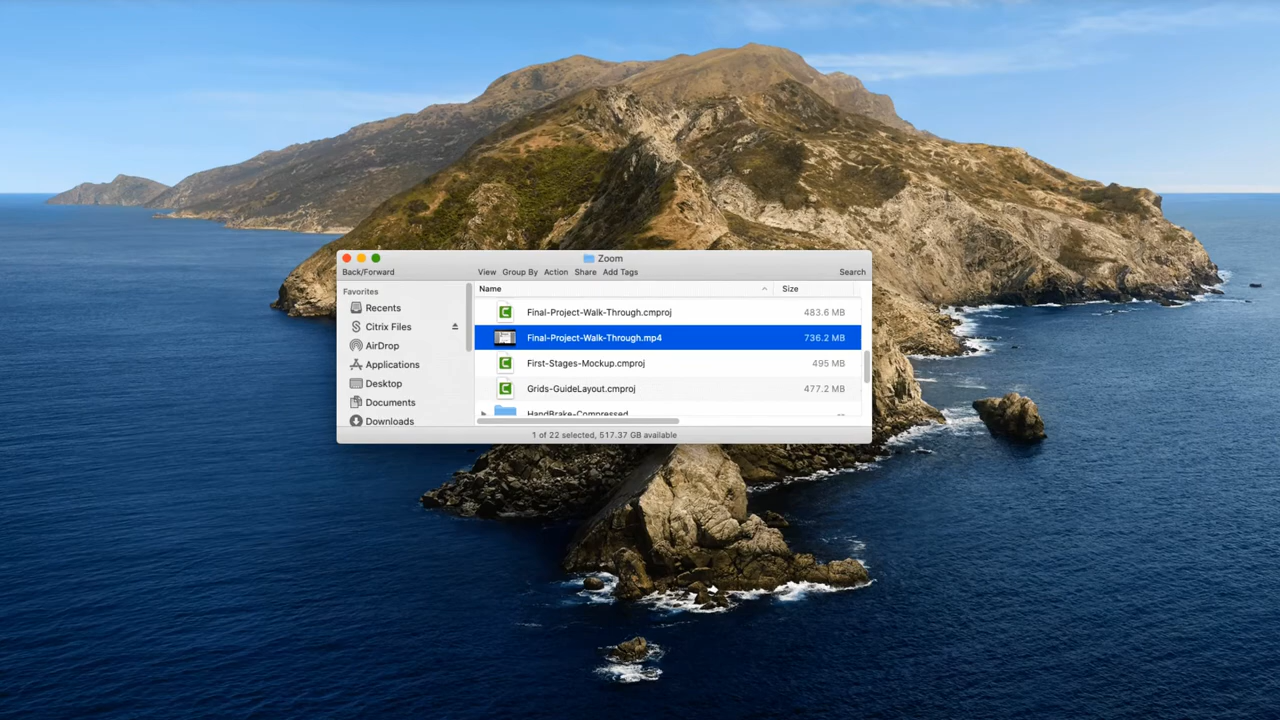 Zoom
Back/Forward View Group By Action Share Add Tags Search
Favorites
Recents
Citrix Files
AirDrop
Applications
Desktop
Documents
Downloads
Name Size
Final-Project-Walk-Through.cmproj 483.6 MB
Final-Project-Walk-Through.mp4 736.2 MB
First-Stages-Mockup.cmproj 495 MB
Grids-GuideLayout.cmproj 477.2 MB
HandBrake-Compressed --
1 of 22 selected, 517.37 GB available